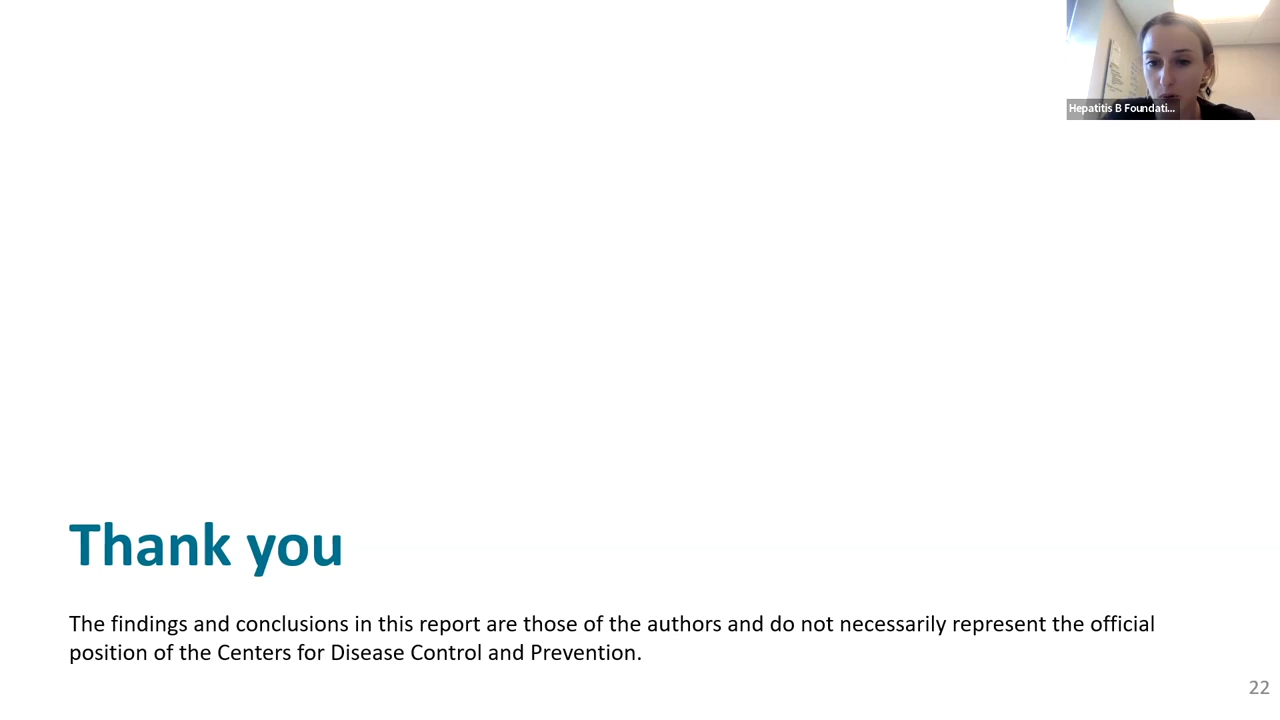 Hepatitis B Foundati...
Thank you
The findings and conclusions in this report are those of the authors and do not necessarily represent the official
position of the Centers for Disease Control and Prevention.
22